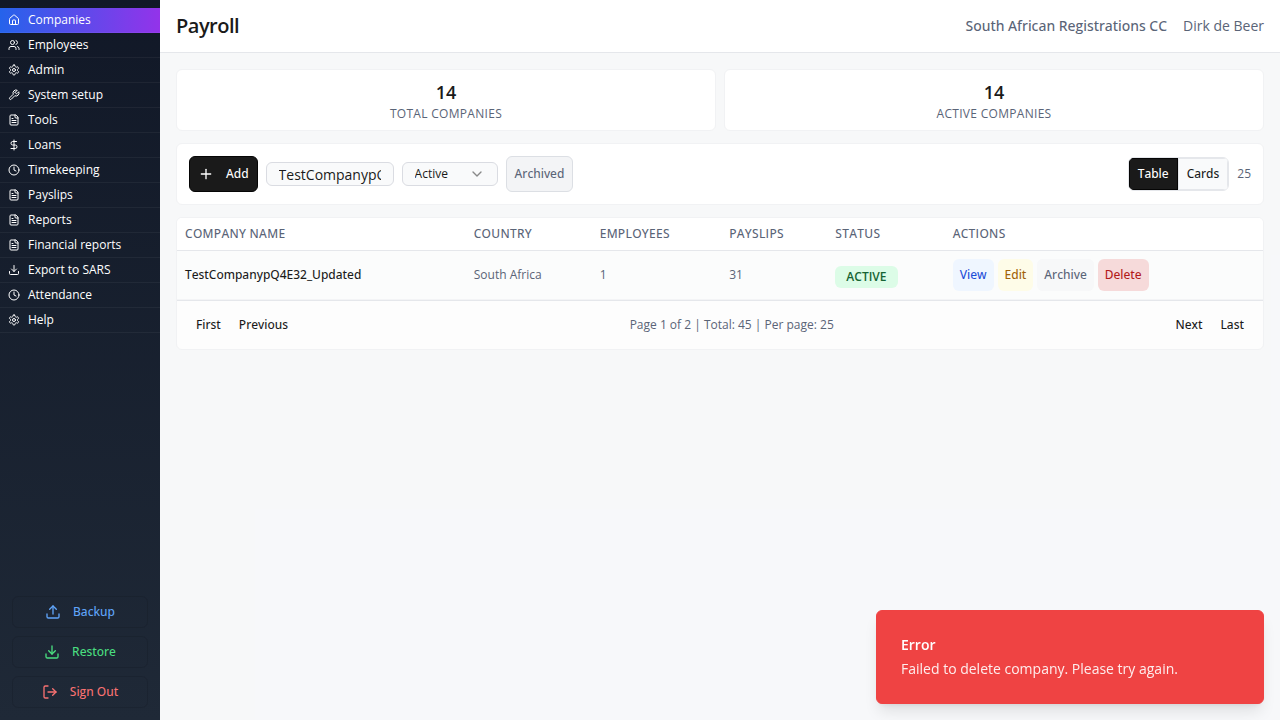 Companies
Employees
Admin
System setup
Tools
Loans
Timekeeping
Payslips
Reports
Financial reports
Export to SARS
Attendance
Help
Backup
Restore
Sign Out
Payroll
South African Registrations CC Dirk de Beer
14
TOTAL COMPANIES
14
ACTIVE COMPANIES
Add TestCompanyp Active Archived Table Cards 25
COMPANY NAME COUNTRY EMPLOYEES PAYSLIPS STATUS ACTIONS
TestCompanypQ4E32_Updated South Africa 1 31 ACTIVE View Edit Archive Delete
First Previous Page 1 of 2 | Total: 45 | Per page: 25 Next Last
Error
Failed to delete company. Please try again.